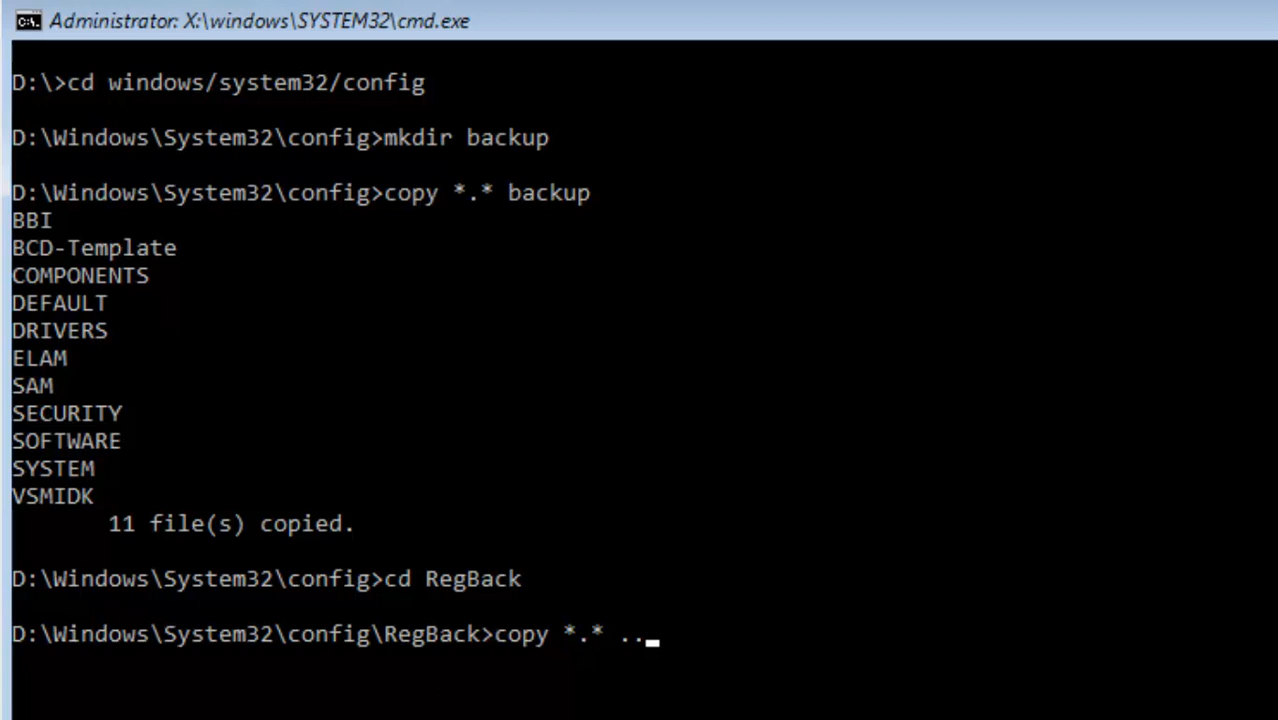 Administrator: X:\windows\SYSTEM32\cmd.exe
D:\>cd windows/system32/config
D:\Windows\System32\config>mkdir backup
D:\Windows\System32\config>copy *.* backup
BBI
BCD-Template
COMPONENTS
DEFAULT
DRIVERS
ELAM
SAM
SECURITY
SOFTWARE
SYSTEM
VSMIDK
11 file(s) copied.
D:\Windows\System32\config>cd RegBack
D:\Windows\System32\config\RegBack>copy *.* ..